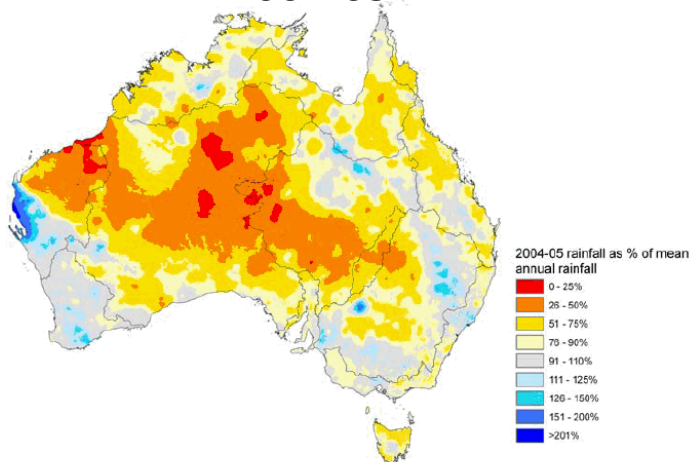 2004-05 rainfall as % of mean
annual rainfall
0 - 25%
26 - 50%
51 - 75%
76 - 90%
91 - 110%
111 - 125%
126 - 150%
151 - 200%
>201%